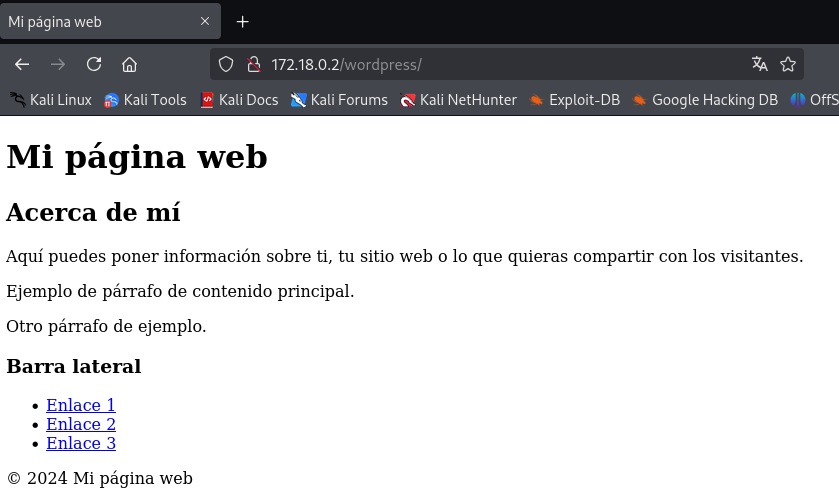 Mi página web
172.18.0.2/wordpress/
Kali Linux Kali Tools Kali Docs Kali Forums Kali NetHunter Exploit-DB Google Hacking DB OffS
Mi página web
Acerca de mí
Aquí puedes poner información sobre ti, tu sitio web o lo que quieras compartir con los visitantes.
Ejemplo de párrafo de contenido principal.
Otro párrafo de ejemplo.
Barra lateral
• Enlace 1
• Enlace 2
• Enlace 3
© 2024 Mi página web